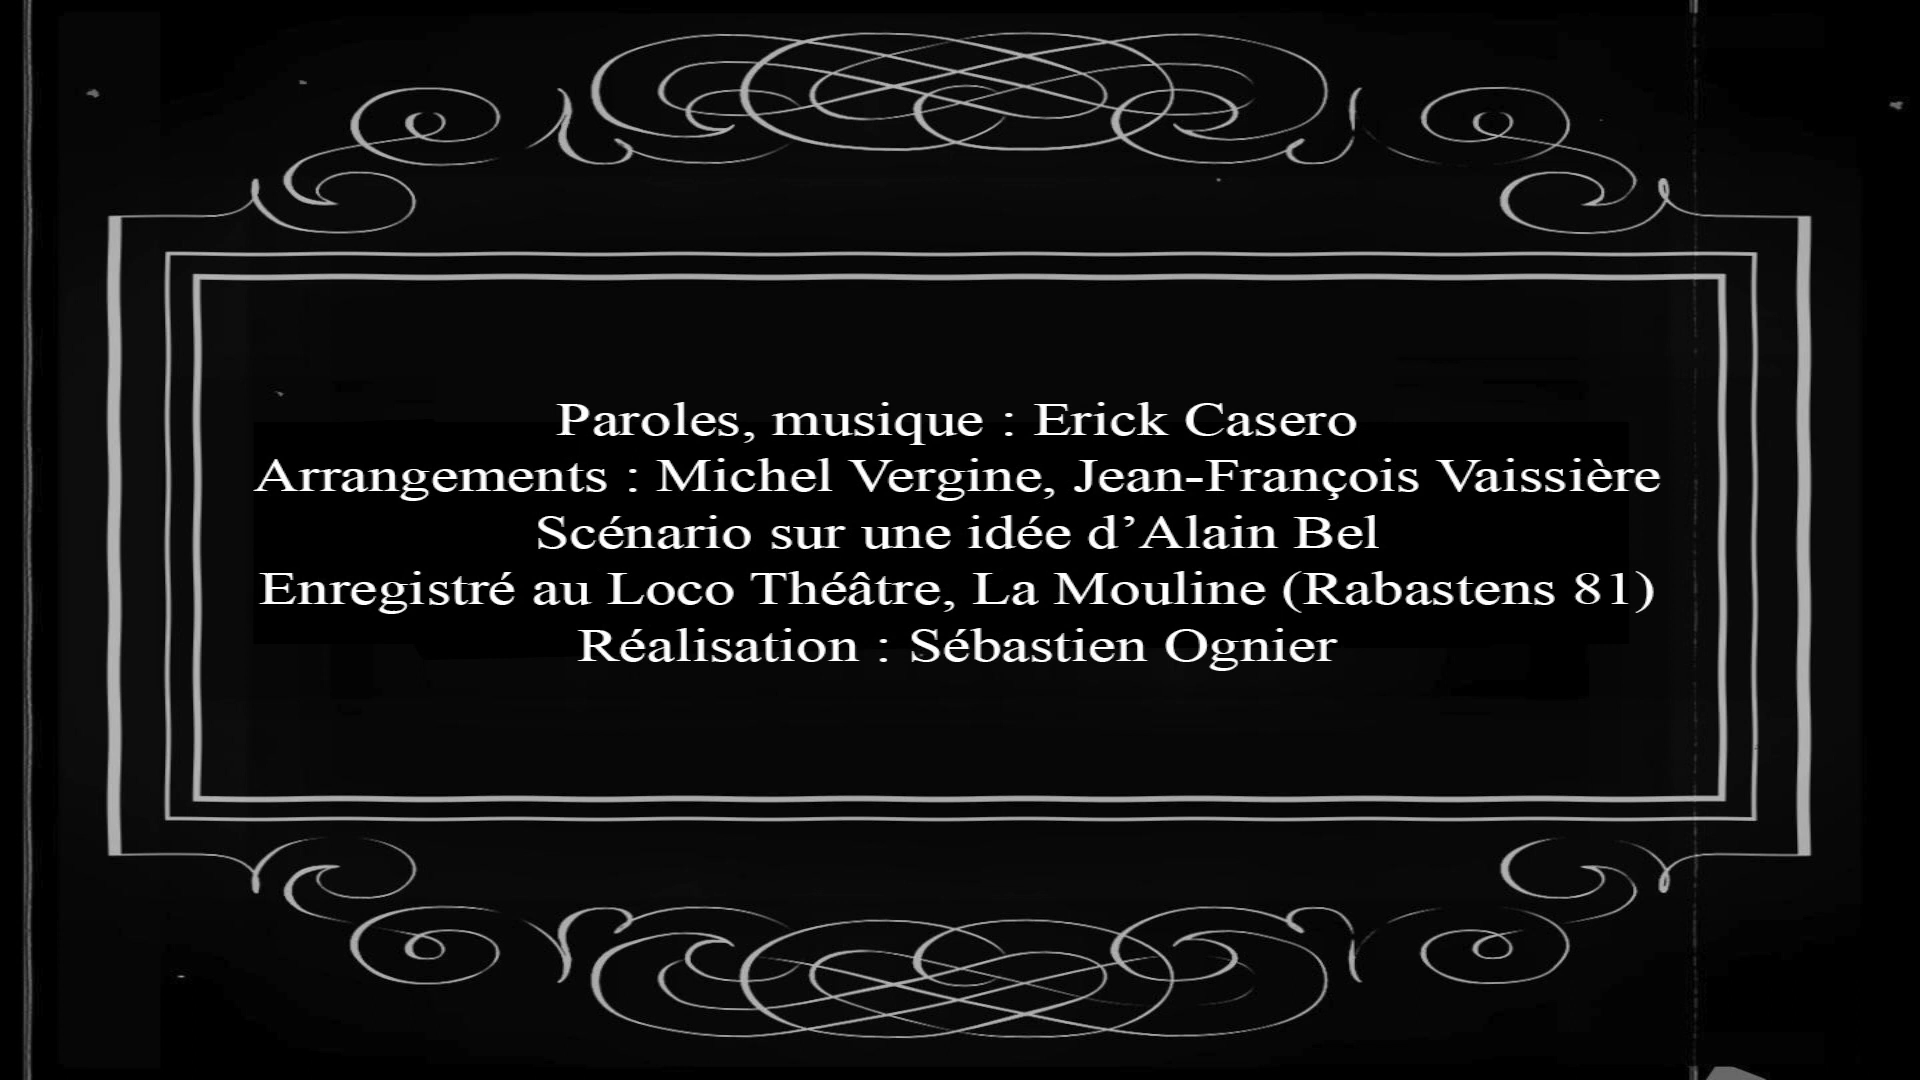 Paroles, musique : Erick Casero
Arrangements : Michel Vergine, Jean-François Vaissière
Scénario sur une idée d’Alain Bel
Enregistré au Loco Théâtre, La Mouline (Rabastens 81)
Réalisation : Sébastien Ognier